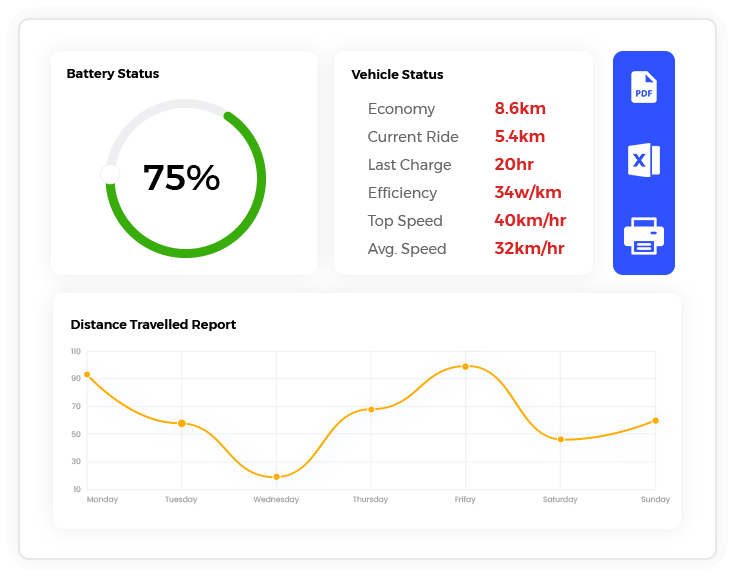 Battery Status
75%
Vehicle Status
Economy 8.6km
Current Ride 5.4km
Last Charge 20hr
Efficiency 34w/km
Top Speed 40km/hr
Avg. Speed 32km/hr
PDF
X
Distance Travelled Report
110
90
70
50
30
10
Monday Tuesday Wednesday Thursday Frifay Saturday Sunday